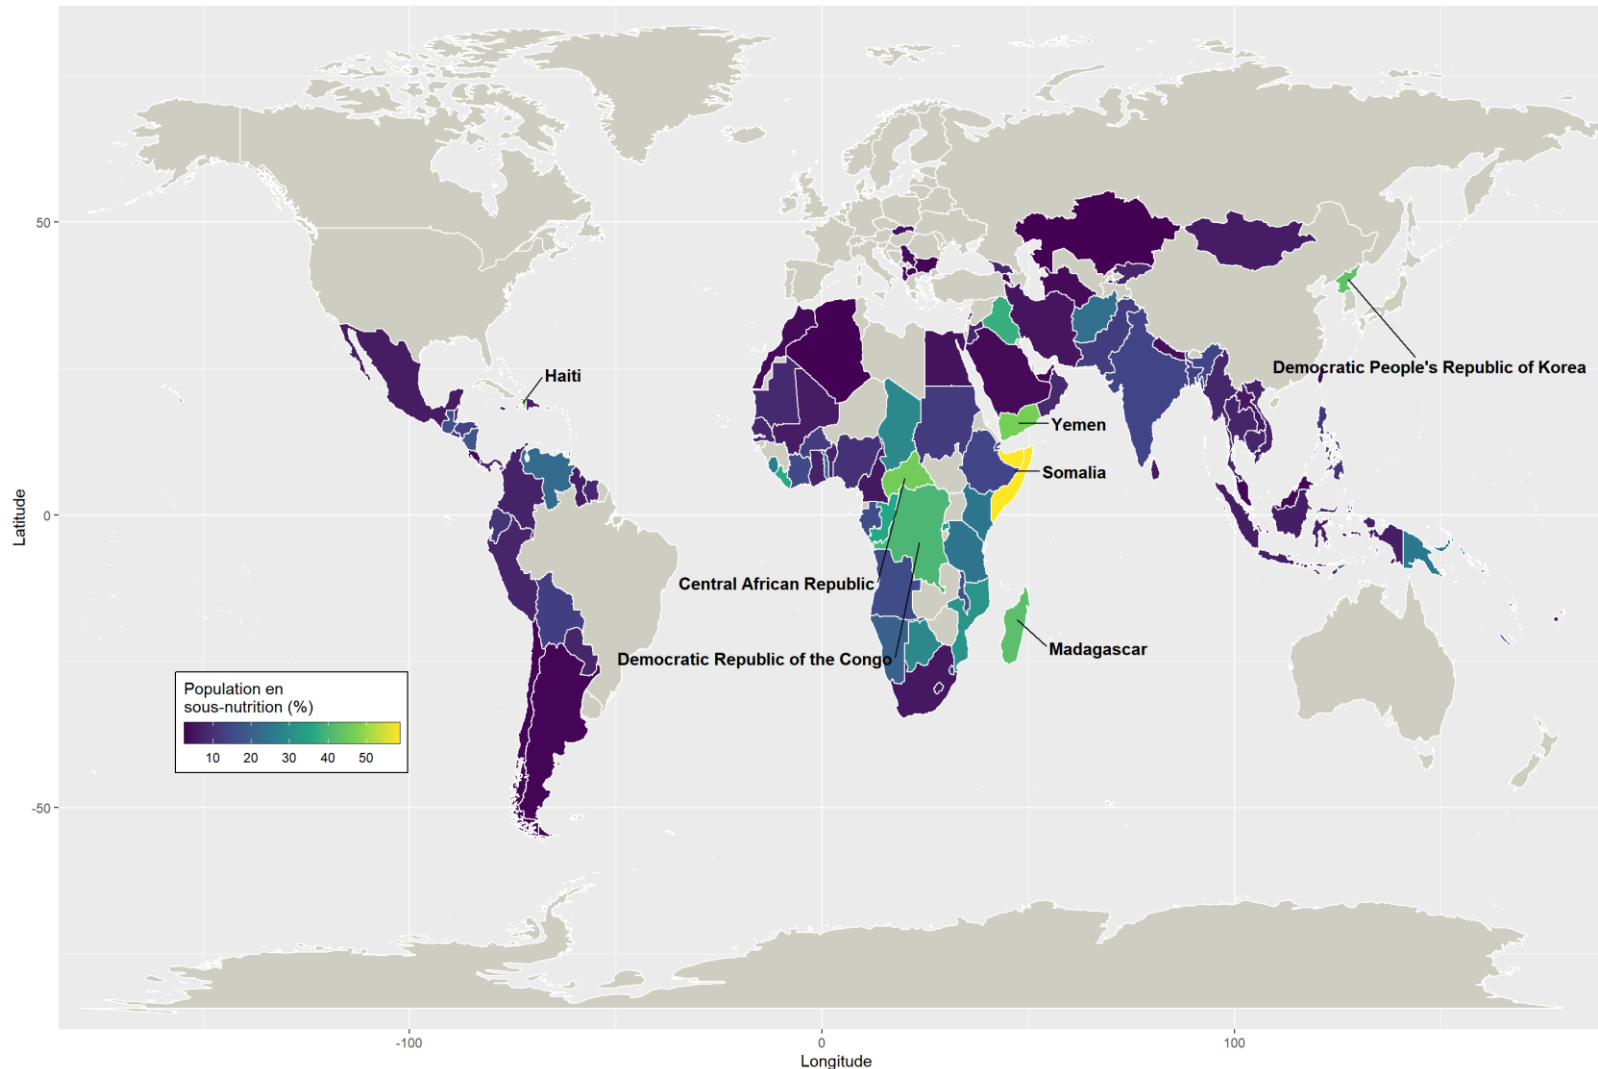 50
0
-50
Latitude
Haiti
Democratic People's Republic of Korea
Yemen
Somalia
Central African Republic
Madagascar
Democratic Republic of the Congo
Population en
sous-nutrition (%)
10 20 30 40 50
-100 0 100
Longitude